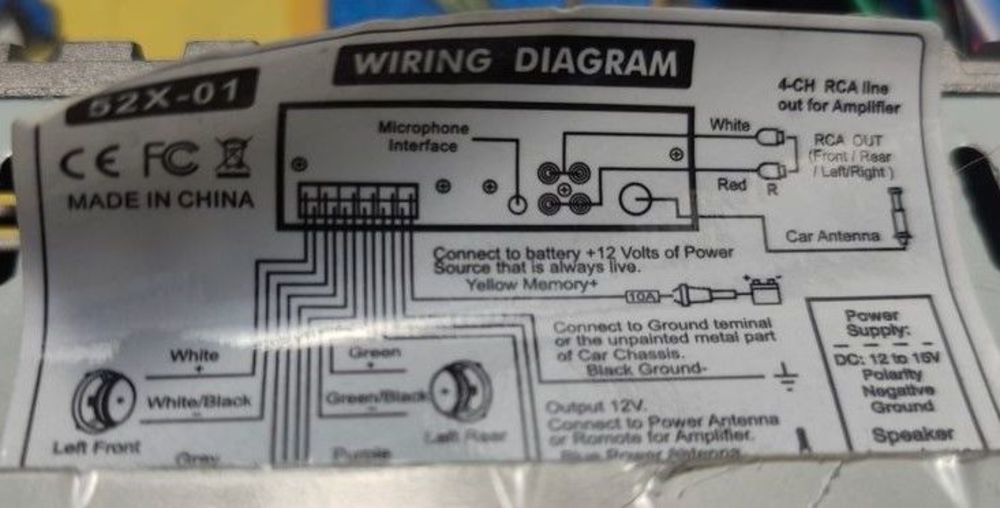 52X-01
WIRING DIAGRAM
CE FC
MADE IN CHINA
Microphone
Interface
4-CH RCA line
out for Amplifier
White
RCA OUT
(Front / Rear
/ Left/Right )
Red R
Car Antenna
Connect to battery +12 Volts of Power
Source that is always live.
Yellow Memory+
10A
+ -
Connect to Ground teminal
or the unpainted metal part
of Car Chassis.
Black Ground-
Power
Supply:
DC: 12 to 15V
Polarity
Negative
Ground
Speaker
White
+
White/Black
-
Left Front
Green
+
Green/Black
-
Left Rear
Output 12V.
Connect to Power Antenna
or Romote for Amplifier.
Blue Power Antenna
Grey
Purple